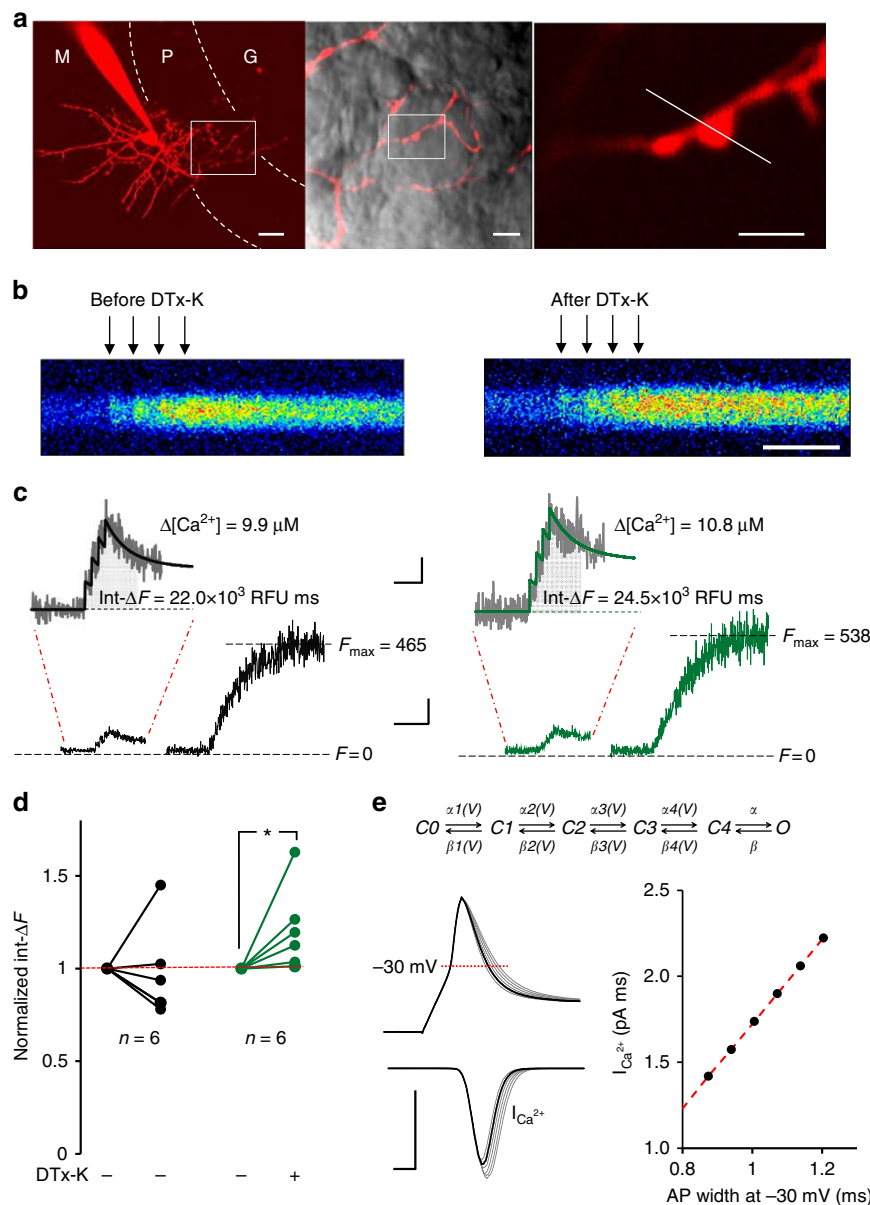 a
M P G
b
Before DTx-K
After DTx-K
c
Δ[Ca²⁺] = 9.9 μM
Int-ΔF = 22.0×10³ RFU ms
Fmax = 465
F = 0
Δ[Ca²⁺] = 10.8 μM
Int-ΔF = 24.5×10³ RFU ms
Fmax = 538
F = 0
d
Normalized int-ΔF
1.5
1
0.5
0
*
n = 6
n = 6
DTx-K – – – +
e
α1(V) α2(V) α3(V) α4(V) α
C0 C1 C2 C3 C4 O
β1(V) β2(V) β3(V) β4(V) β
–30 mV
I Ca²⁺
I Ca²⁺ (pA ms)
2.5
2.0
1.5
1.0
0.8 1 1.2
AP width at –30 mV (ms)